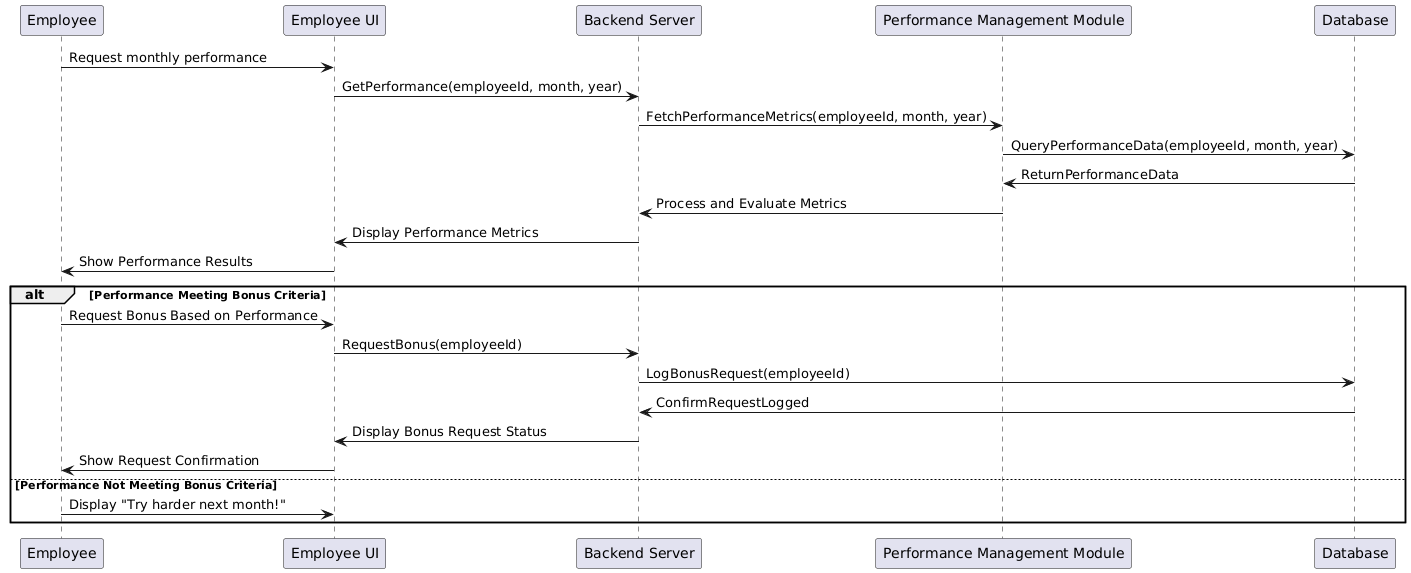 Employee
Employee UI
Backend Server
Performance Management Module
Database
Request monthly performance
GetPerformance(employeeId, month, year)
FetchPerformanceMetrics(employeeId, month, year)
QueryPerformanceData(employeeId, month, year)
ReturnPerformanceData
Process and Evaluate Metrics
Display Performance Metrics
Show Performance Results
alt
[Performance Meeting Bonus Criteria]
Request Bonus Based on Performance
RequestBonus(employeeId)
LogBonusRequest(employeeId)
ConfirmRequestLogged
Display Bonus Request Status
Show Request Confirmation
[Performance Not Meeting Bonus Criteria]
Display "Try harder next month!"
Employee
Employee UI
Backend Server
Performance Management Module
Database